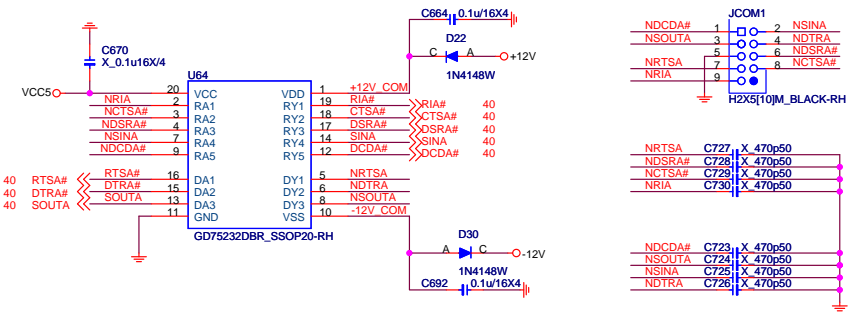 C664 0.1u/16X4
D22
C A +12V
1N4148W
C670
X_0.1u16X/4
VCC5
U64
20 VCC VDD 1 +12V_COM
NRIA 2 RA1 RY1 19 RIA# RIA# 40
NCTSA# 3 RA2 RY2 18 CTSA# CTSA# 40
NDSRA# 4 RA3 RY3 17 DSRA# DSRA# 40
NSINA 7 RA4 RY4 14 SINA SINA 40
NDCDA# 9 RA5 RY5 12 DCDA# DCDA# 40
40 RTSA# RTSA# 16 DA1 DY1 5 NRTSA
40 DTRA# DTRA# 15 DA2 DY2 6 NDTRA
40 SOUTA SOUTA 13 DA3 DY3 8 NSOUTA
11 GND VSS 10 -12V_COM
GD75232DBR_SSOP20-RH
D30
A C -12V
1N4148W
C692 0.1u/16X4
JCOM1
NDCDA# 1 2 NSINA
NSOUTA 3 4 NDTRA
5 6 NDSRA#
NRTSA 7 8 NCTSA#
NRIA 9
H2X5[10]M_BLACK-RH
NRTSA C727 X_470p50
NDSRA# C728 X_470p50
NCTSA# C729 X_470p50
NRIA C730 X_470p50
NDCDA# C723 X_470p50
NSOUTA C724 X_470p50
NSINA C725 X_470p50
NDTRA C726 X_470p50